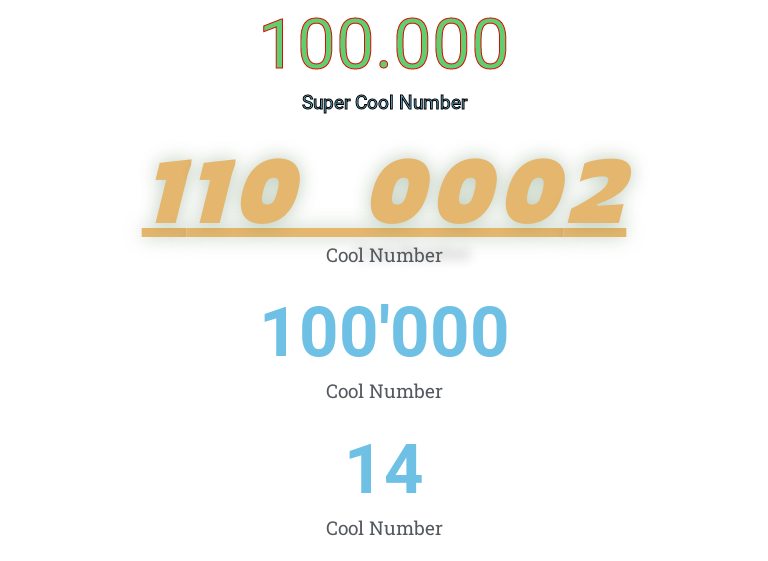 100.000
Super Cool Number
110 0002
Cool Number
100'000
Cool Number
14
Cool Number